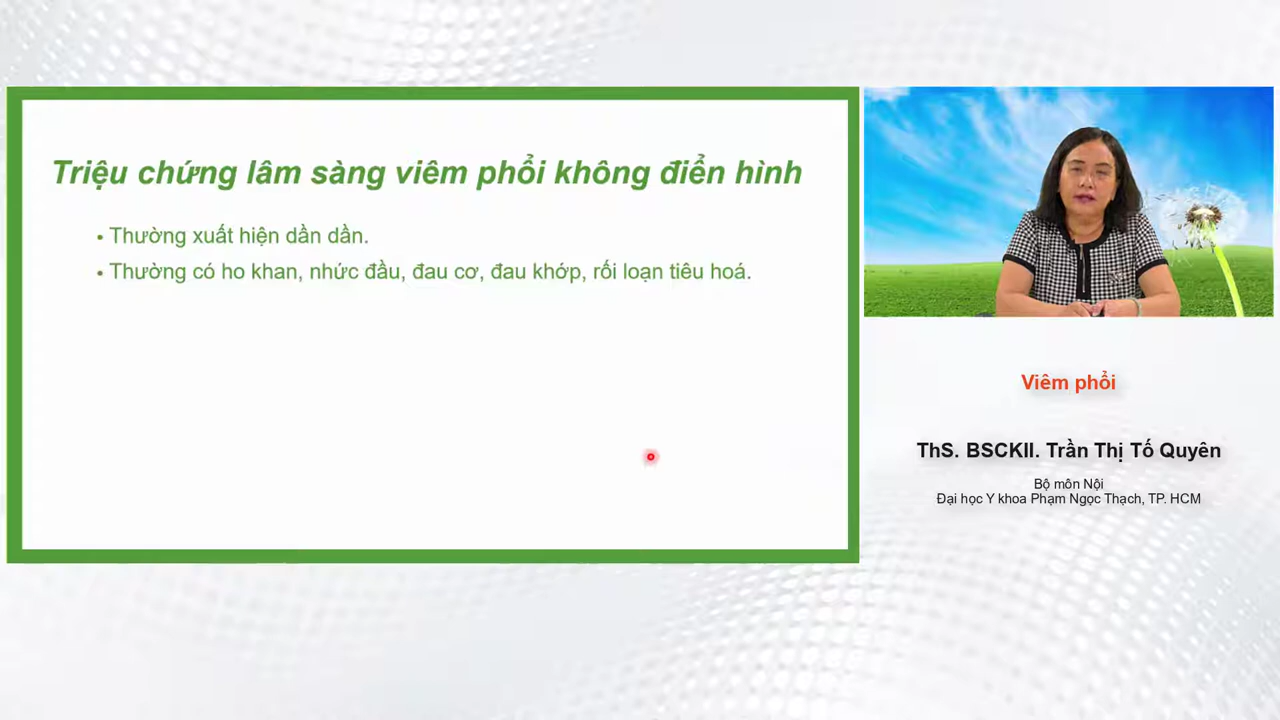 Triệu chứng lâm sàng viêm phổi không điển hình
• Thường xuất hiện dần dần.
• Thường có ho khan, nhức đầu, đau cơ, đau khớp, rối loạn tiêu hoá.
Viêm phổi
ThS. BSCKII. Trần Thị Tố Quyên
Bộ môn Nội
Đại học Y khoa Phạm Ngọc Thạch, TP. HCM